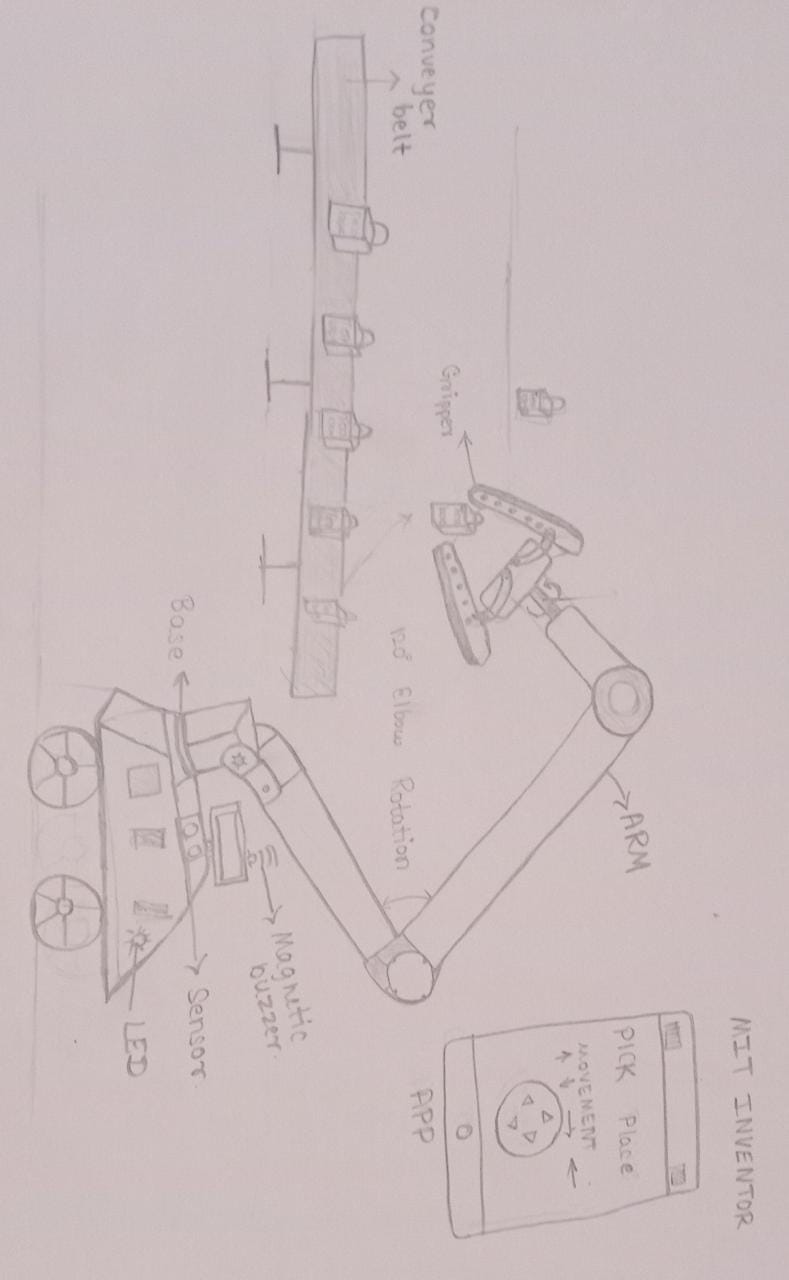 MIT INVENTOR
PICK Place
MOVEMENT
APP
ARM
Gripper
Conveyer
belt
120° Elbow Rotation
Magnetic
buzzer.
Sensor.
Base
LED